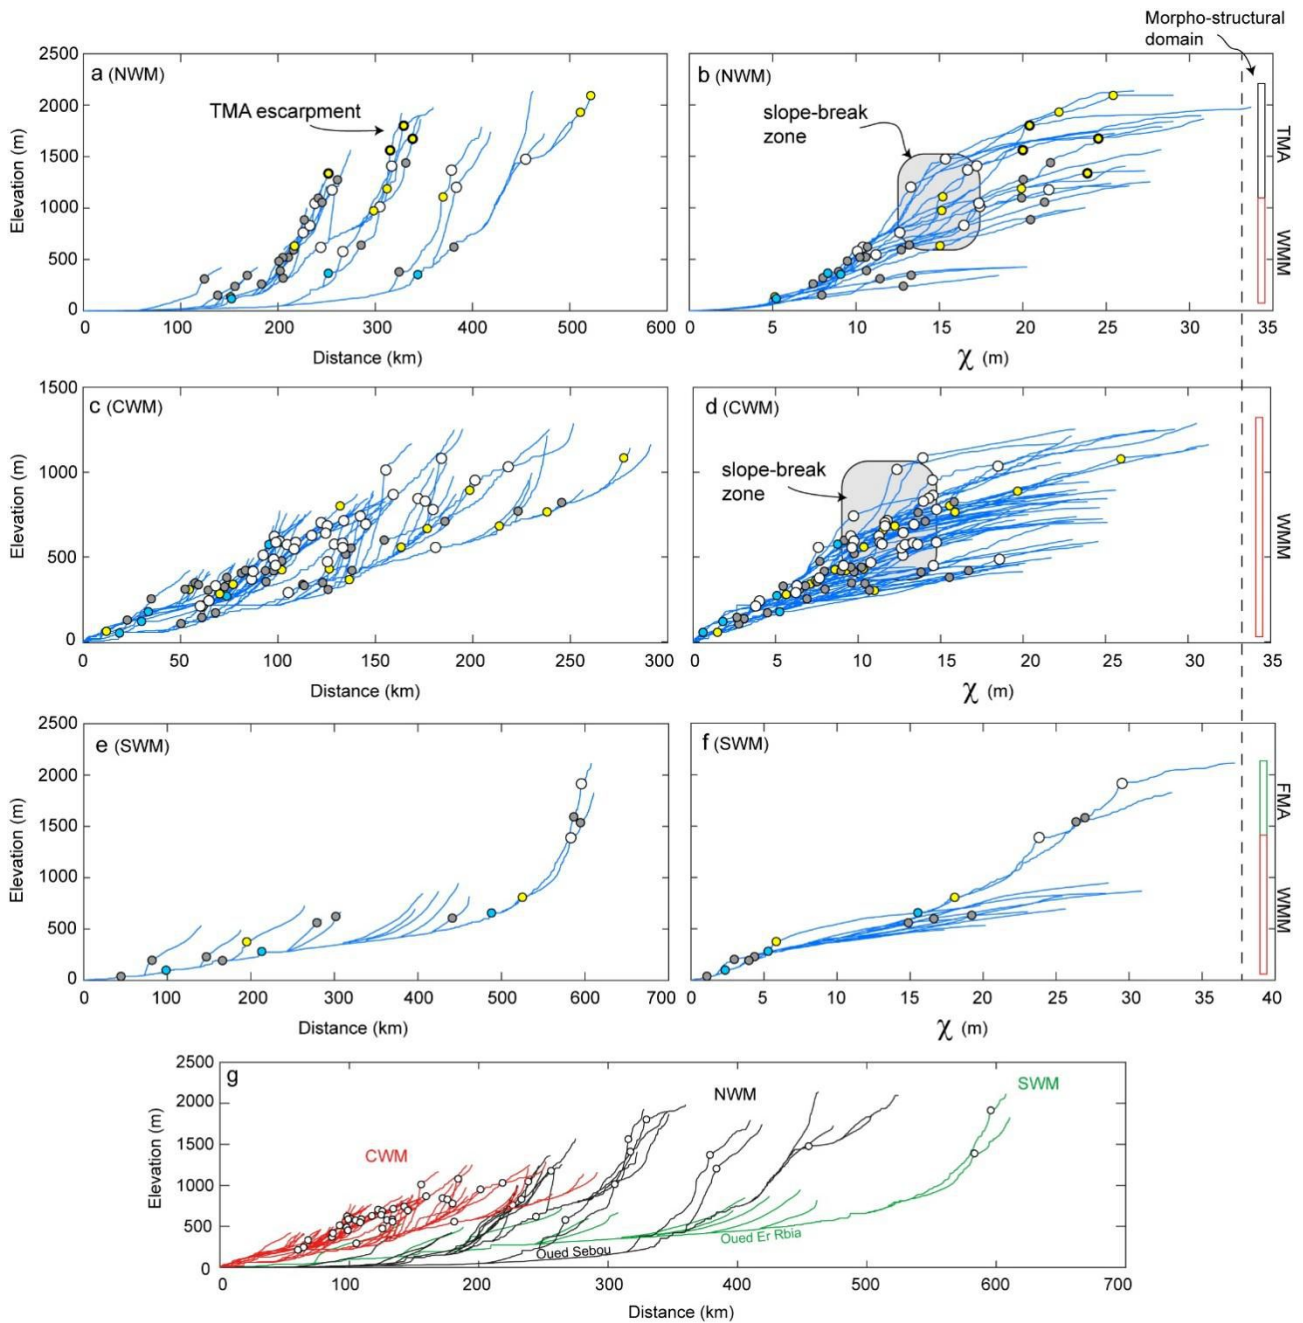 Morpho-structural
domain
a (NWM)
TMA escarpment
2500
2000
1500
1000
500
0
Elevation (m)
0 100 200 300 400 500 600
Distance (km)
b (NWM)
slope-break
zone
0 5 10 15 20 25 30 35
χ (m)
TMA
WMM
c (CWM)
1500
1000
500
0
Elevation (m)
0 50 100 150 200 250 300
Distance (km)
d (CWM)
slope-break
zone
0 5 10 15 20 25 30 35
χ (m)
WMM
e (SWM)
2500
2000
1500
1000
500
0
Elevation (m)
0 100 200 300 400 500 600 700
Distance (km)
f (SWM)
0 5 10 15 20 25 30 35 40
χ (m)
FMA
WMM
g
2500
2000
1500
1000
500
0
Elevation (m)
CWM
NWM
SWM
Oued Sebou
Oued Er Rbia
0 100 200 300 400 500 600 700
Distance (km)